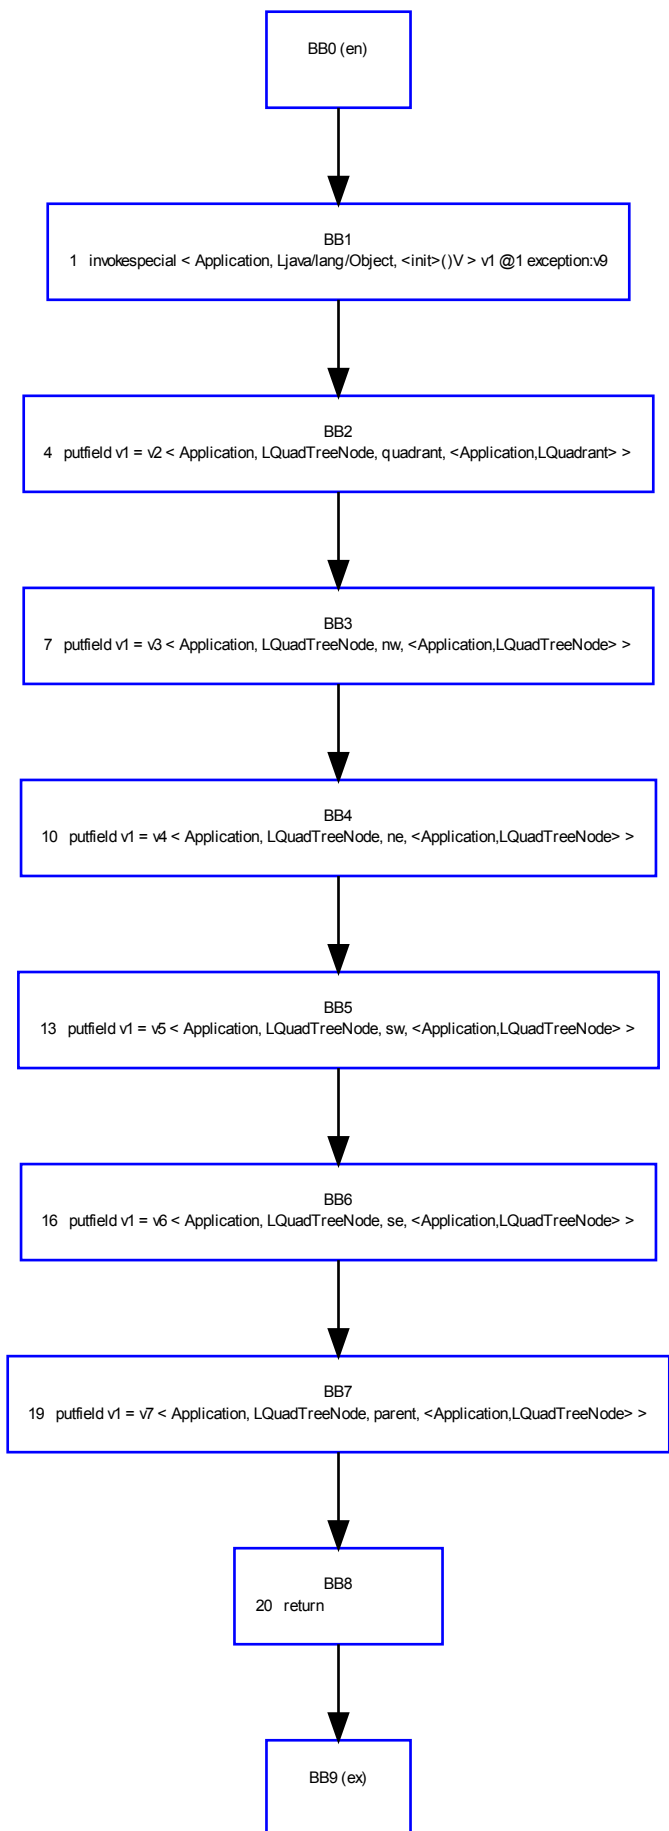 BB0 (en)
BB1
1 invokespecial < Application, Ljava/lang/Object, <init>()V > v1 @1 exception:v9
BB2
4 putfield v1 = v2 < Application, LQuadTreeNode, quadrant, <Application,LQuadrant> >
BB3
7 putfield v1 = v3 < Application, LQuadTreeNode, nw, <Application,LQuadTreeNode> >
BB4
10 putfield v1 = v4 < Application, LQuadTreeNode, ne, <Application,LQuadTreeNode> >
BB5
13 putfield v1 = v5 < Application, LQuadTreeNode, sw, <Application,LQuadTreeNode> >
BB6
16 putfield v1 = v6 < Application, LQuadTreeNode, se, <Application,LQuadTreeNode> >
BB7
19 putfield v1 = v7 < Application, LQuadTreeNode, parent, <Application,LQuadTreeNode> >
BB8
20 return
BB9 (ex)